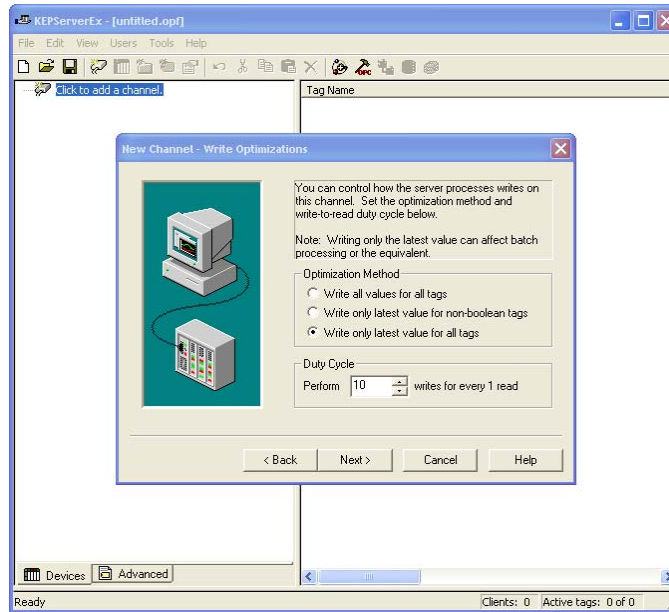 KEPServerEx - [untitled.opf]
File Edit View Users Tools Help
Click to add a channel.
Tag Name
New Channel - Write Optimizations
You can control how the server processes writes on
this channel. Set the optimization method and
write-to-read duty cycle below.
Note: Writing only the latest value can affect batch
processing or the equivalent.
Optimization Method
Write all values for all tags
Write only latest value for non-boolean tags
Write only latest value for all tags
Duty Cycle
Perform 10 writes for every 1 read
< Back Next > Cancel Help
Devices Advanced
Ready Clients: 0 Active tags: 0 of 0